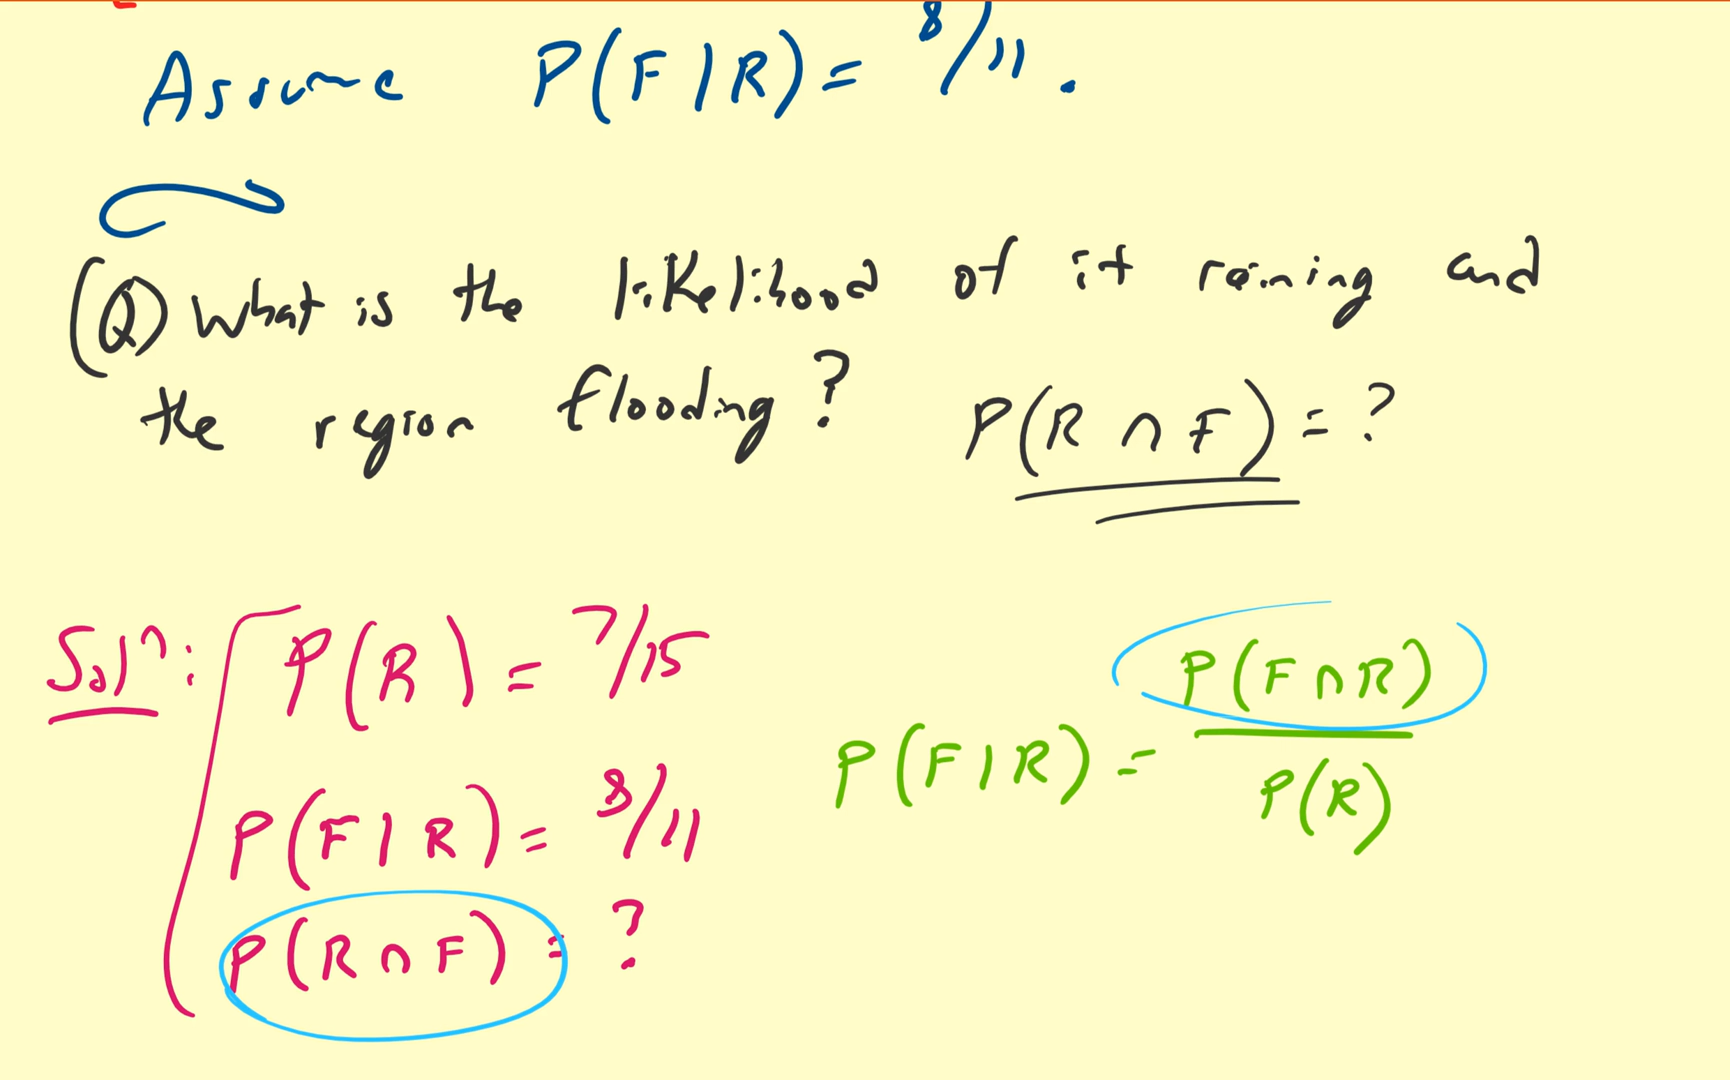 Assume P(F|R) = 8/11.
(Q) What is the likelihood of it raining and
the region flooding? P(R ∩ F) = ?
Solⁿ: P(R) = 7/15
P(F|R) = 8/11
P(R ∩ F) = ?
P(F|R) = P(F ∩ R) / P(R)